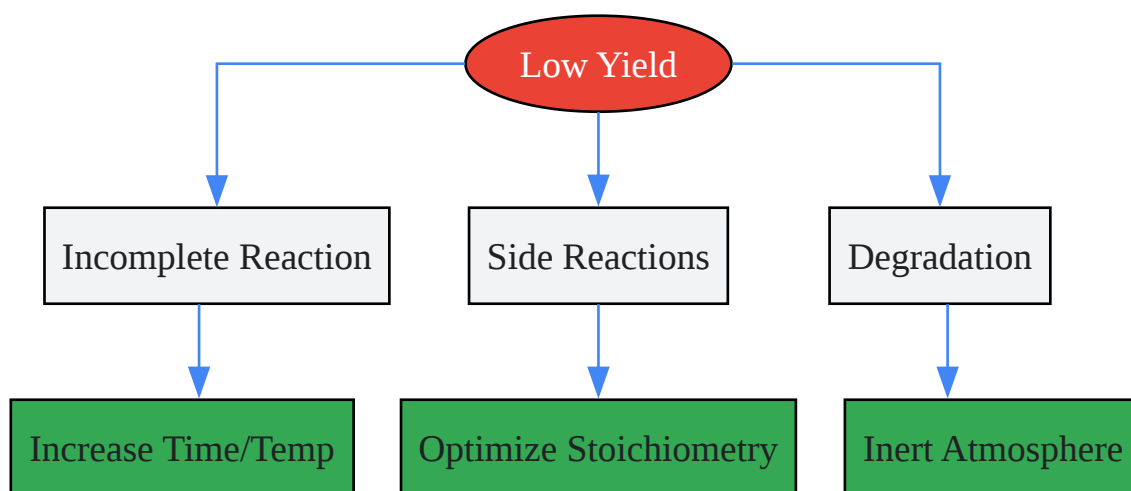 Low Yield
Incomplete Reaction
Side Reactions
Degradation
Increase Time/Temp
Optimize Stoichiometry
Inert Atmosphere